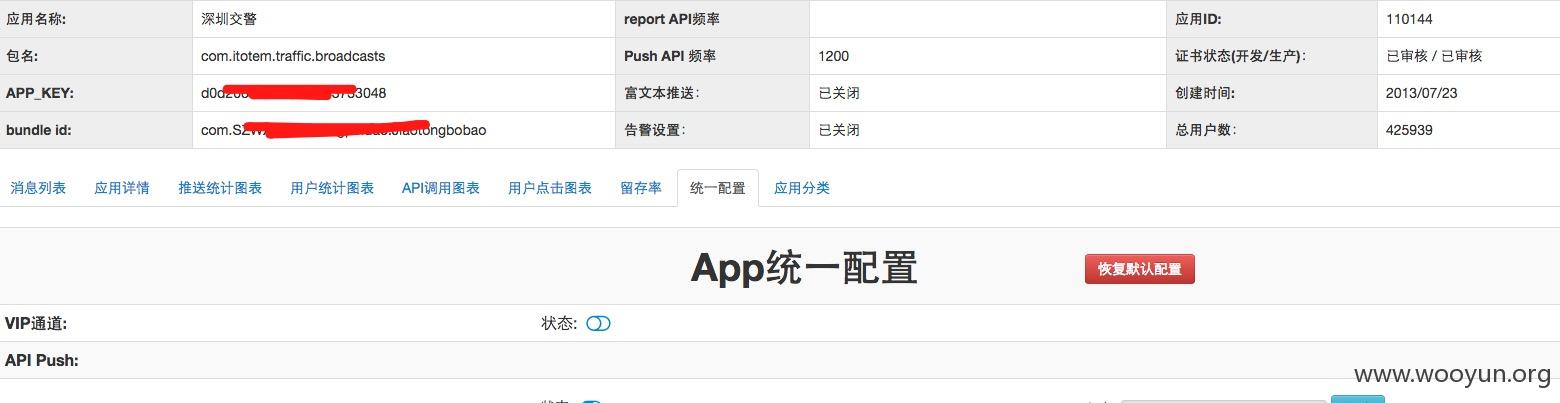 应用名称: 深圳交警 report API频率 应用ID: 110144
包名: com.itotem.traffic.broadcasts Push API 频率 1200 证书状态(开发/生产): 已审核 / 已审核
APP_KEY: d0d 3048 富文本推送: 已关闭 创建时间: 2013/07/23
bundle id: com.SZW tongbobao 告警设置: 已关闭 总用户数: 425939
消息列表 应用详情 推送统计图表 用户统计图表 API调用图表 用户点击图表 留存率 统一配置 应用分类
App统一配置 恢复默认配置
VIP通道: 状态:
API Push:
www.wooyun.org